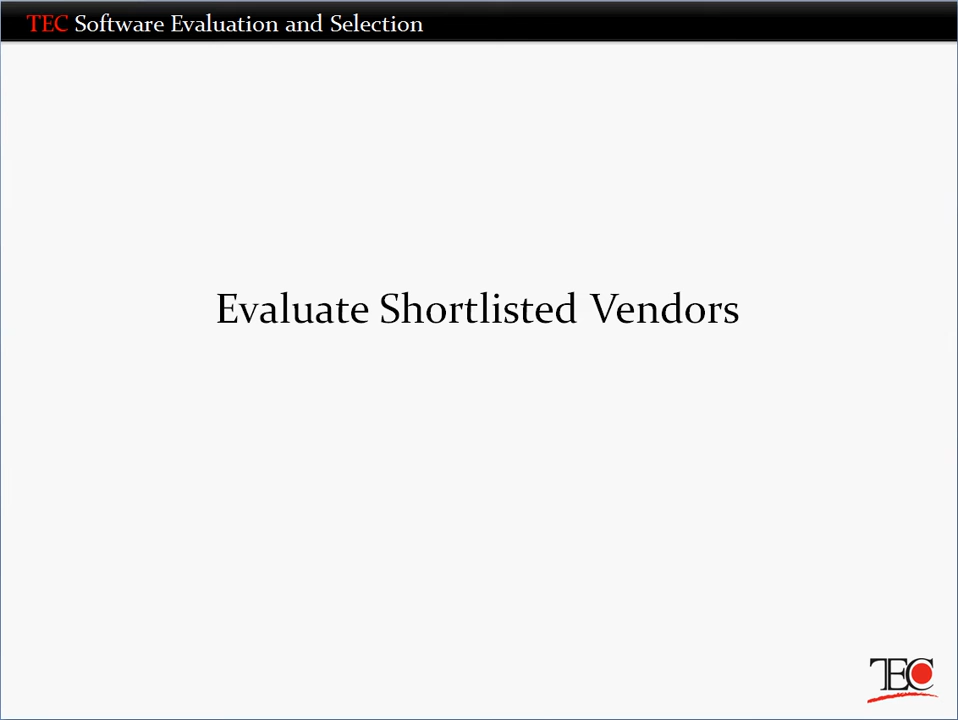 TEC Software Evaluation and Selection
Evaluate Shortlisted Vendors
TEC